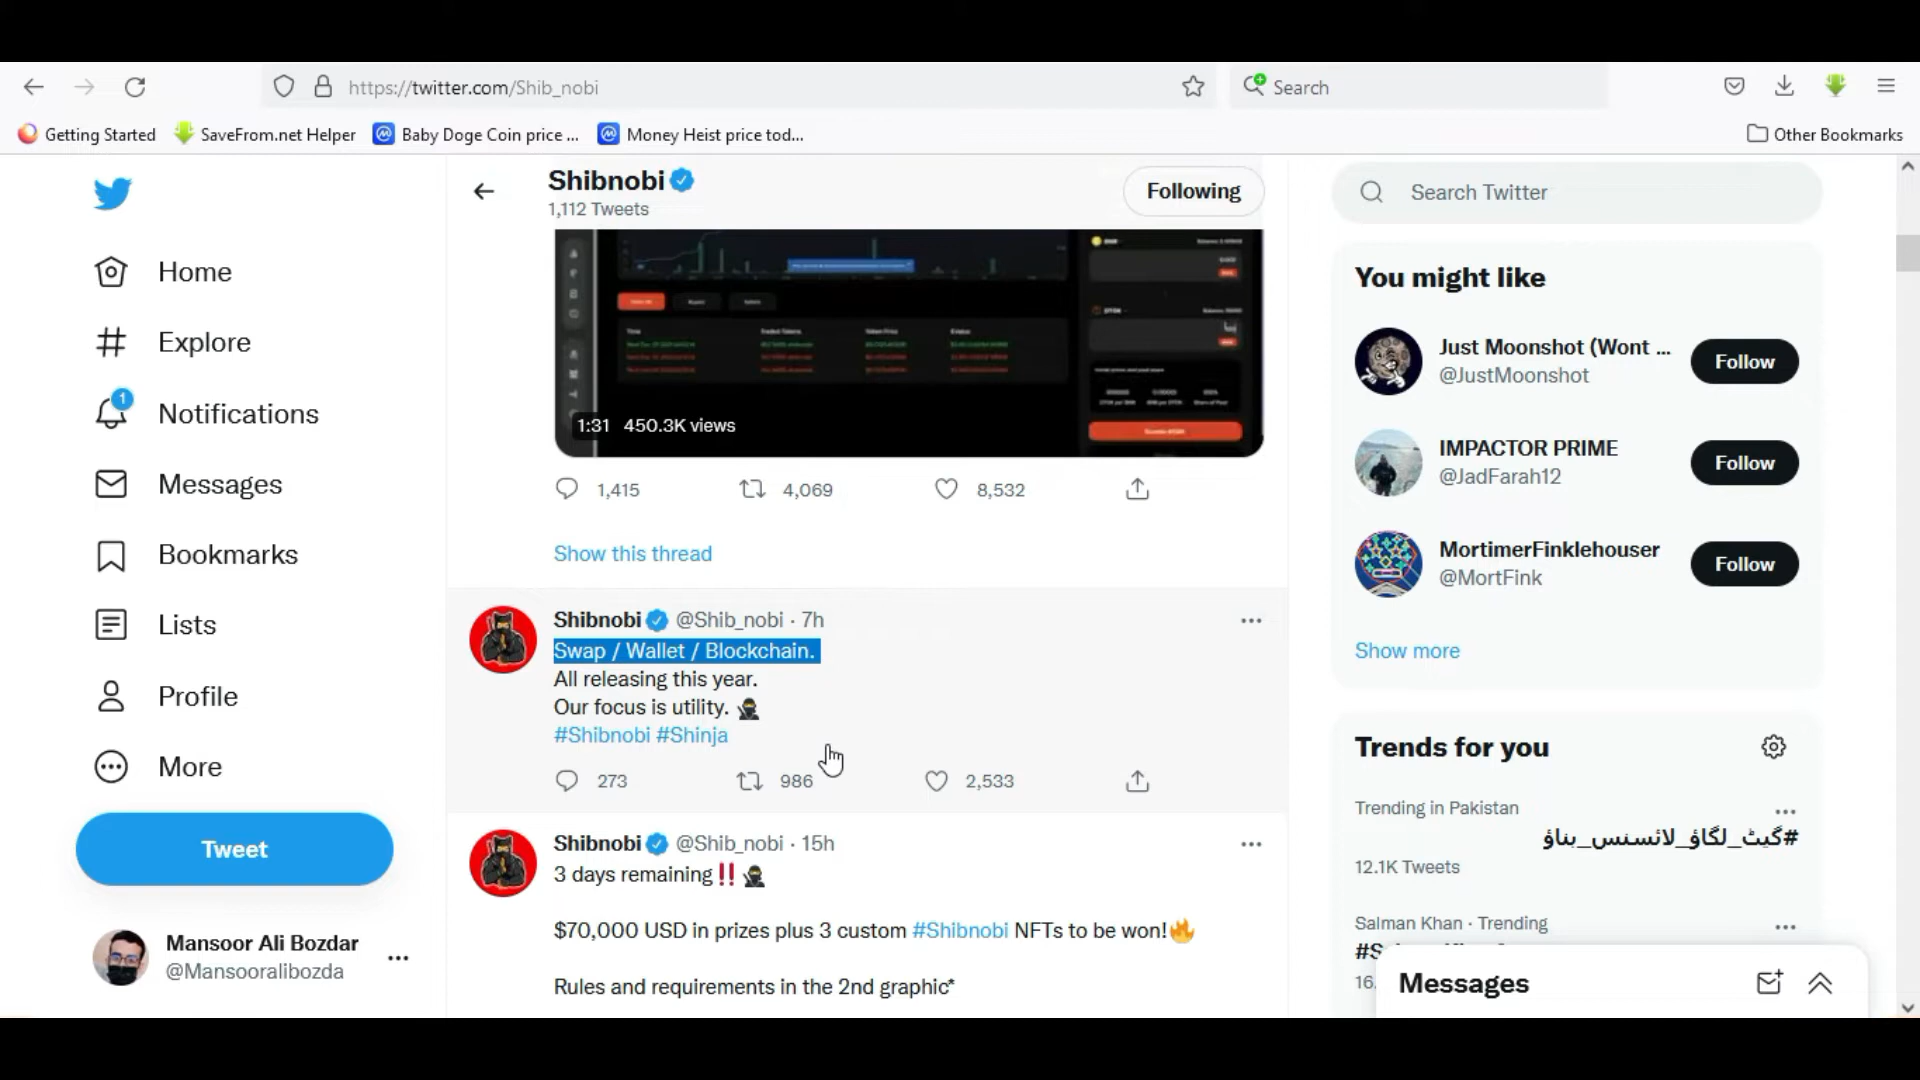 https://twitter.com/Shib_nobi
Search
Getting Started
SaveFrom.net Helper
Baby Doge Coin price ...
Money Heist price tod...
Other Bookmarks
Home
Explore
1
Notifications
Messages
Bookmarks
Lists
Profile
More
Tweet
Mansoor Ali Bozdar
@Mansooralibozda
Shibnobi
1,112 Tweets
Following
1:31 450.3K views
1,415 4,069 8,532
Show this thread
Shibnobi @Shib_nobi · 7h
Swap / Wallet / Blockchain.
All releasing this year.
Our focus is utility.
#Shibnobi #Shinja
273 986 2,533
Shibnobi @Shib_nobi · 15h
3 days remaining‼️
$70,000 USD in prizes plus 3 custom #Shibnobi NFTs to be won!
Rules and requirements in the 2nd graphic*
Search Twitter
You might like
Just Moonshot (Wont ...
@JustMoonshot
Follow
IMPACTOR PRIME
@JadFarah12
Follow
MortimerFinklehouser
@MortFink
Follow
Show more
Trends for you
Trending in Pakistan
#گیٹ_لگاؤ_لائسنس_بناؤ
12.1K Tweets
Salman Khan · Trending
Messages